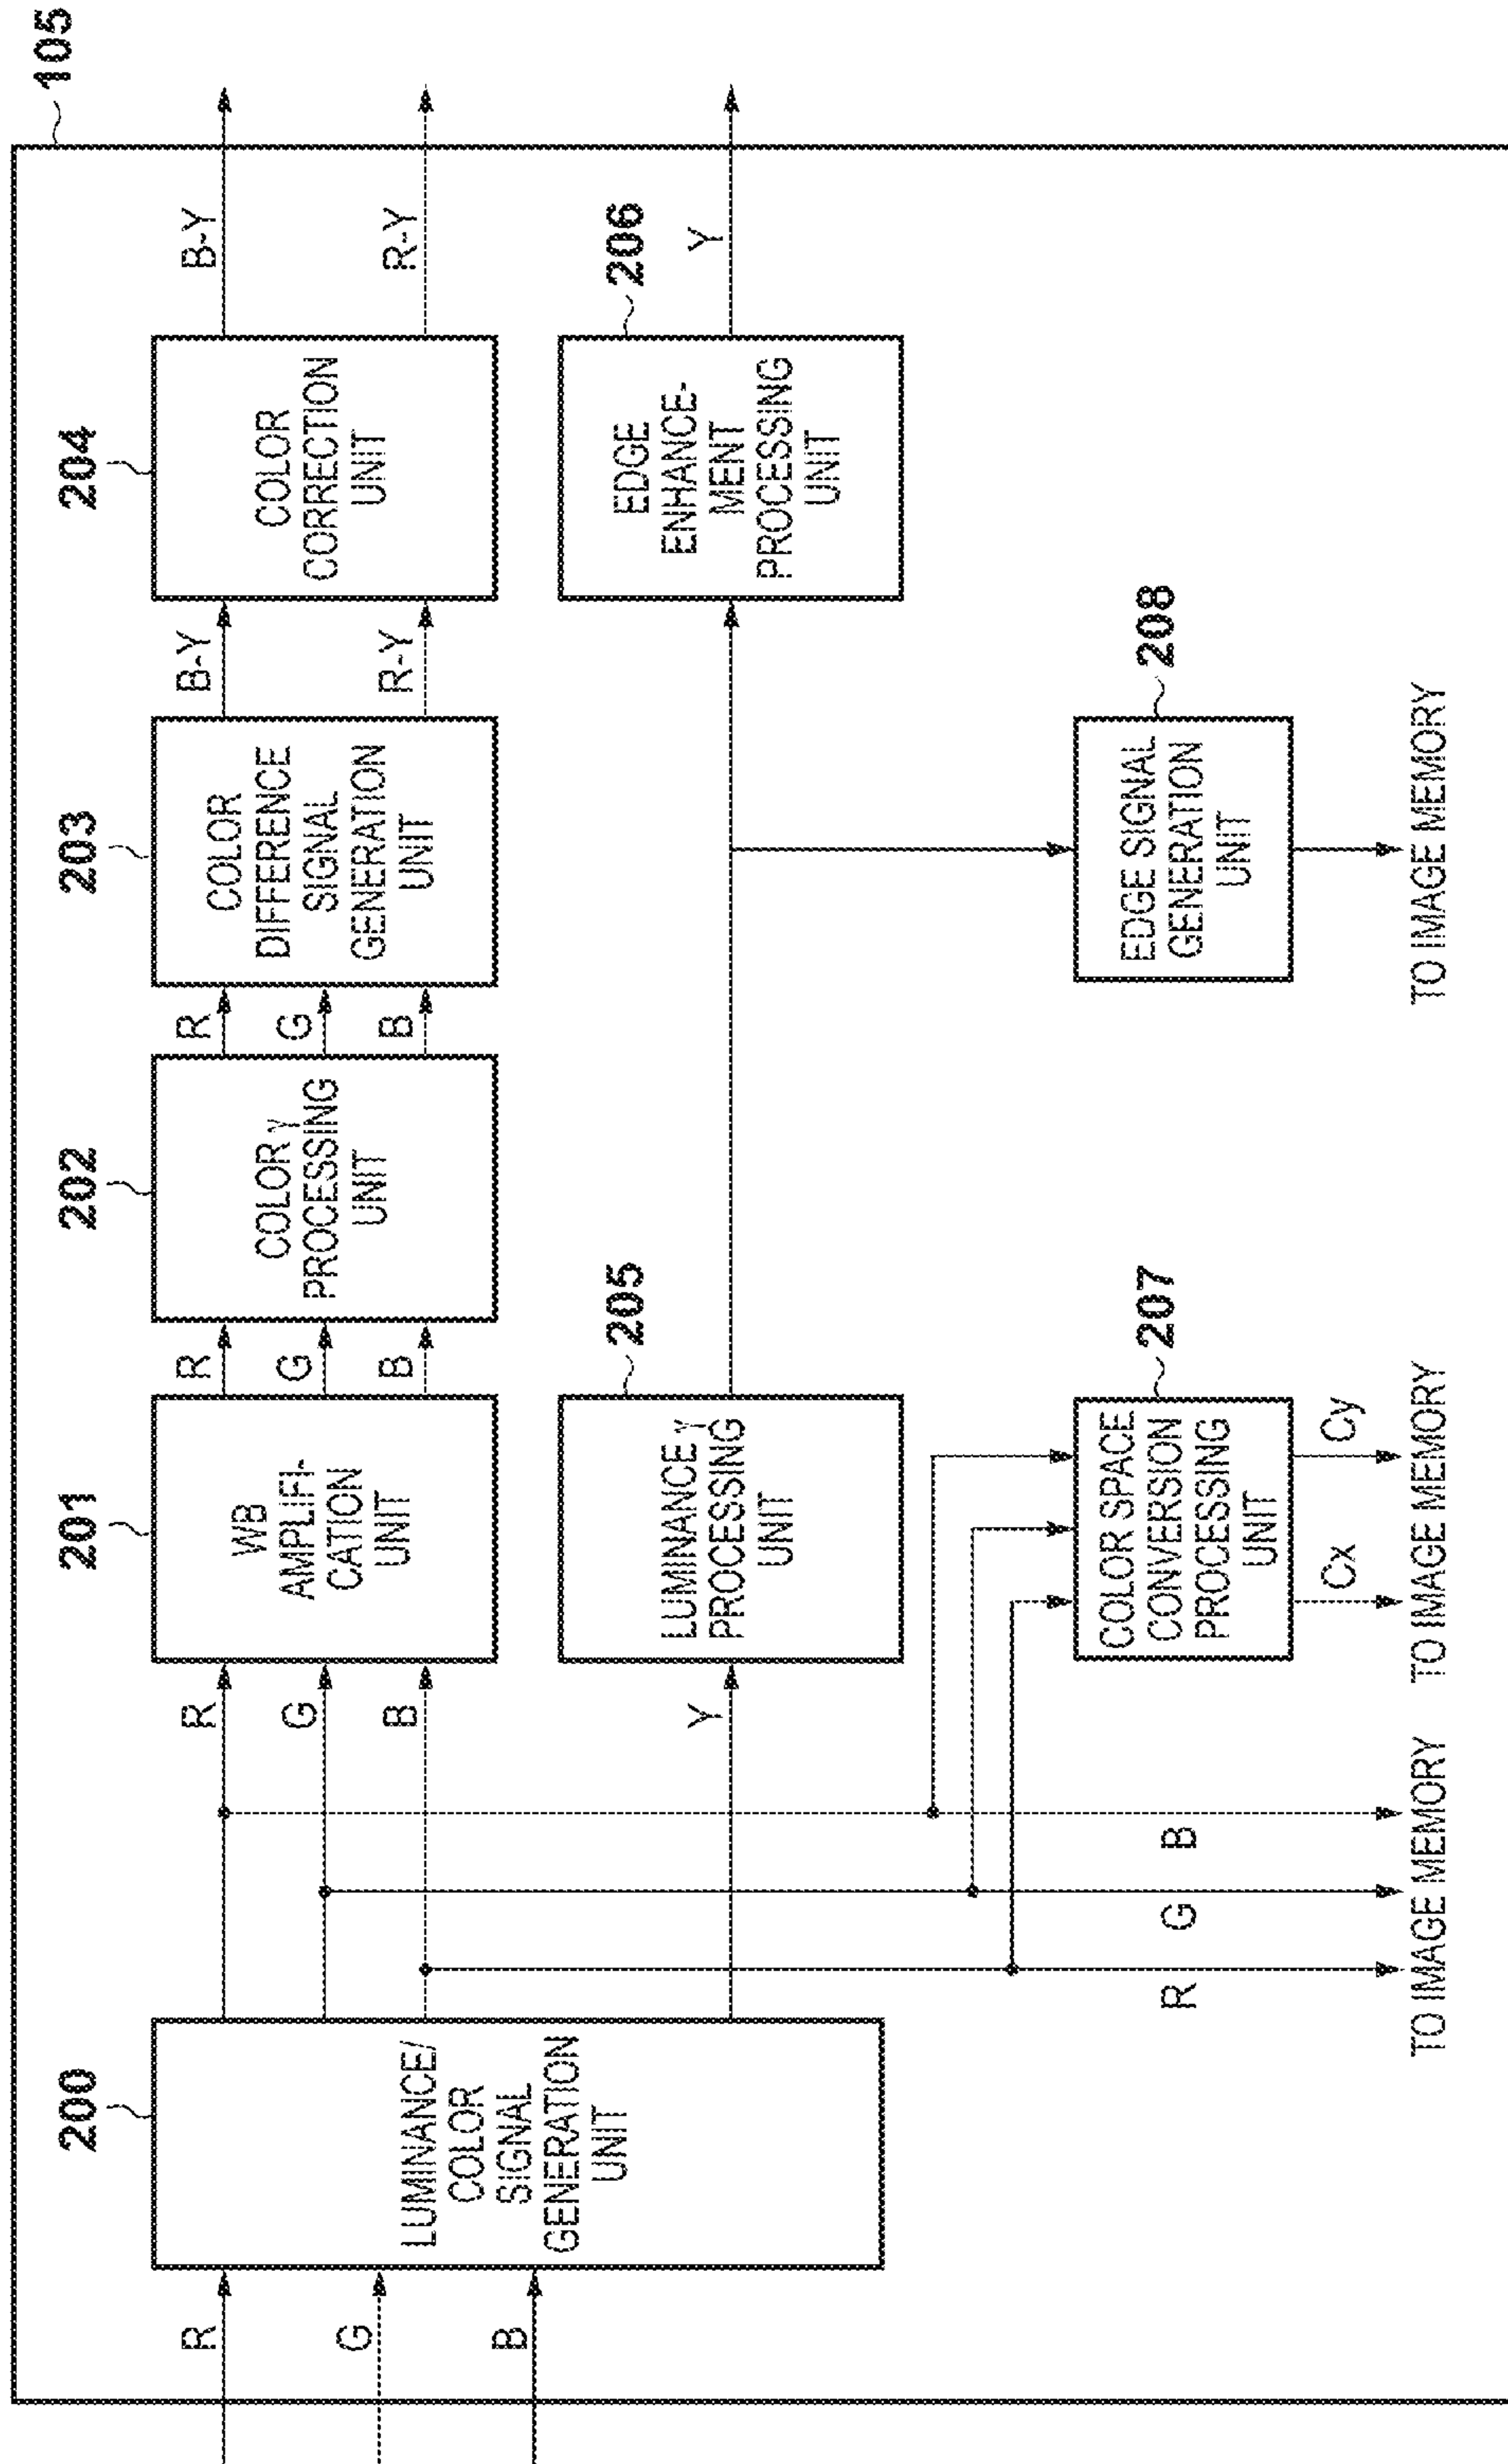 105
200
LUMINANCE/
COLOR
SIGNAL
GENERATION
UNIT
R
G
B
201
WB
AMPLIFI-
CATION
UNIT
R
G
B
202
COLOR γ
PROCESSING
UNIT
R
G
B
203
COLOR
DIFFERENCE
SIGNAL
GENERATION
UNIT
R
G
B
204
COLOR
CORRECTION
UNIT
B-Y
R-Y
B-Y
R-Y
205
LUMINANCE γ
PROCESSING
UNIT
Y
206
EDGE
ENHANCE-
MENT
PROCESSING
UNIT
Y
207
COLOR SPACE
CONVERSION
PROCESSING
UNIT
Cx
Cy
208
EDGE SIGNAL
GENERATION
UNIT
R
G
B
TO IMAGE MEMORY
TO IMAGE MEMORY
TO IMAGE MEMORY